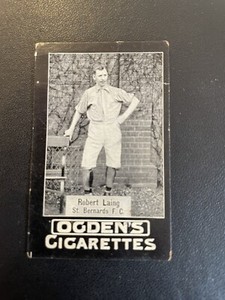 Robert Laing
St. Bernards F. C
OGDEN'S
CIGARETTES